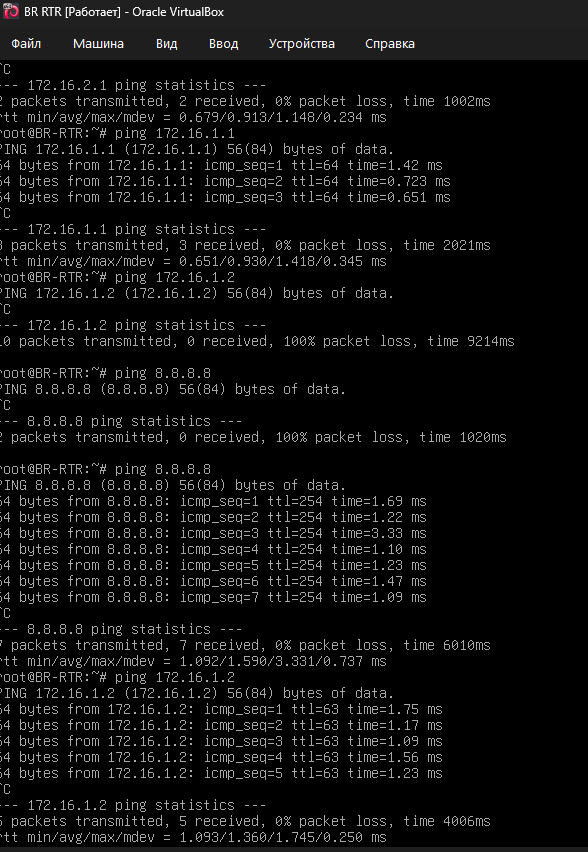 BR RTR [Работает] - Oracle VirtualBox
Файл Машина Вид Ввод Устройства Справка
^C
--- 172.16.2.1 ping statistics ---
2 packets transmitted, 2 received, 0% packet loss, time 1002ms
rtt min/avg/max/mdev = 0.679/0.913/1.148/0.234 ms
root@BR-RTR:~# ping 172.16.1.1
PING 172.16.1.1 (172.16.1.1) 56(84) bytes of data.
64 bytes from 172.16.1.1: icmp_seq=1 ttl=64 time=1.42 ms
64 bytes from 172.16.1.1: icmp_seq=2 ttl=64 time=0.723 ms
64 bytes from 172.16.1.1: icmp_seq=3 ttl=64 time=0.651 ms
^C
--- 172.16.1.1 ping statistics ---
3 packets transmitted, 3 received, 0% packet loss, time 2021ms
rtt min/avg/max/mdev = 0.651/0.930/1.418/0.345 ms
root@BR-RTR:~# ping 172.16.1.2
PING 172.16.1.2 (172.16.1.2) 56(84) bytes of data.
^C
--- 172.16.1.2 ping statistics ---
10 packets transmitted, 0 received, 100% packet loss, time 9214ms
root@BR-RTR:~# ping 8.8.8.8
PING 8.8.8.8 (8.8.8.8) 56(84) bytes of data.
^C
--- 8.8.8.8 ping statistics ---
2 packets transmitted, 0 received, 100% packet loss, time 1020ms
root@BR-RTR:~# ping 8.8.8.8
PING 8.8.8.8 (8.8.8.8) 56(84) bytes of data.
64 bytes from 8.8.8.8: icmp_seq=1 ttl=254 time=1.69 ms
64 bytes from 8.8.8.8: icmp_seq=2 ttl=254 time=1.22 ms
64 bytes from 8.8.8.8: icmp_seq=3 ttl=254 time=3.33 ms
64 bytes from 8.8.8.8: icmp_seq=4 ttl=254 time=1.10 ms
64 bytes from 8.8.8.8: icmp_seq=5 ttl=254 time=1.23 ms
64 bytes from 8.8.8.8: icmp_seq=6 ttl=254 time=1.47 ms
64 bytes from 8.8.8.8: icmp_seq=7 ttl=254 time=1.09 ms
^C
--- 8.8.8.8 ping statistics ---
7 packets transmitted, 7 received, 0% packet loss, time 6010ms
rtt min/avg/max/mdev = 1.092/1.590/3.331/0.737 ms
root@BR-RTR:~# ping 172.16.1.2
PING 172.16.1.2 (172.16.1.2) 56(84) bytes of data.
64 bytes from 172.16.1.2: icmp_seq=1 ttl=63 time=1.75 ms
64 bytes from 172.16.1.2: icmp_seq=2 ttl=63 time=1.17 ms
64 bytes from 172.16.1.2: icmp_seq=3 ttl=63 time=1.09 ms
64 bytes from 172.16.1.2: icmp_seq=4 ttl=63 time=1.56 ms
64 bytes from 172.16.1.2: icmp_seq=5 ttl=63 time=1.23 ms
^C
--- 172.16.1.2 ping statistics ---
5 packets transmitted, 5 received, 0% packet loss, time 4006ms
rtt min/avg/max/mdev = 1.093/1.360/1.745/0.250 ms